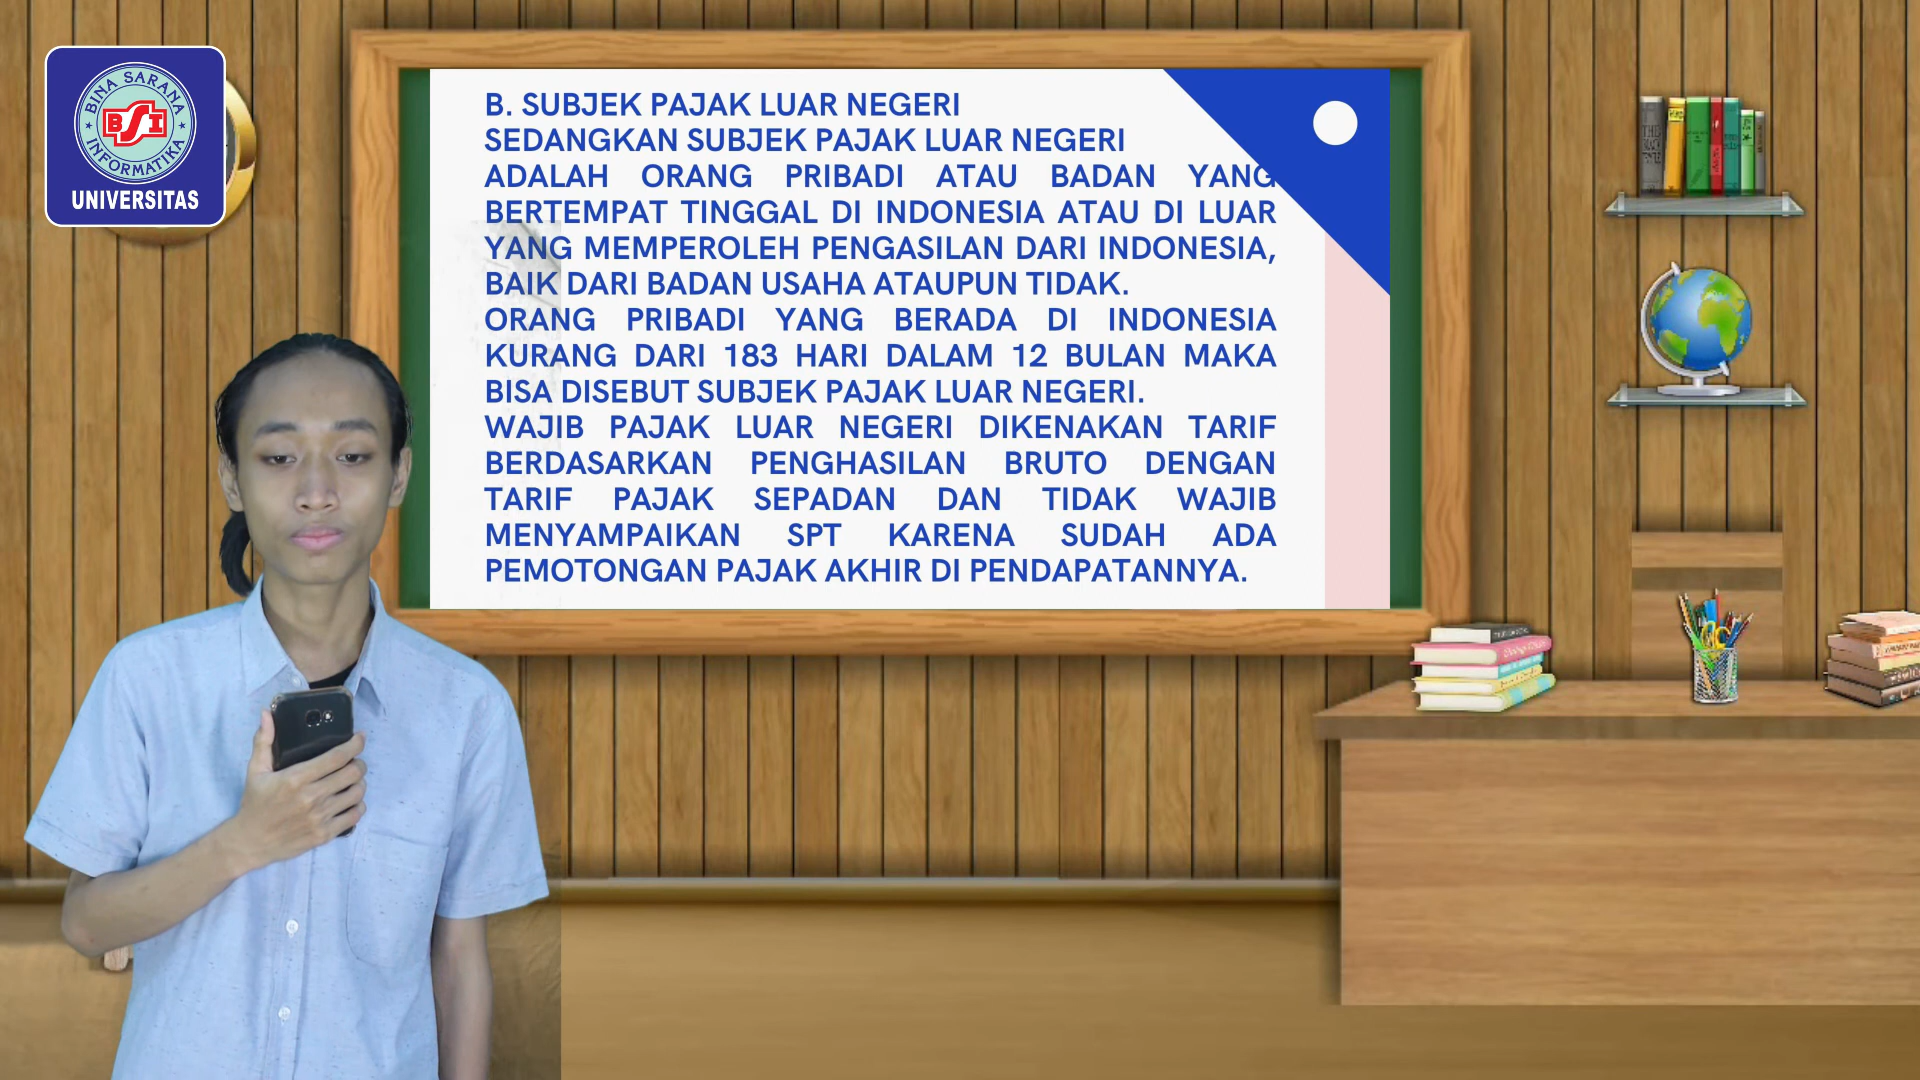 BINA SARANA
BSI
INFORMATIKA
UNIVERSITAS
B. SUBJEK PAJAK LUAR NEGERI
SEDANGKAN SUBJEK PAJAK LUAR NEGERI
ADALAH ORANG PRIBADI ATAU BADAN YANG
BERTEMPAT TINGGAL DI INDONESIA ATAU DI LUAR
YANG MEMPEROLEH PENGASILAN DARI INDONESIA,
BAIK DARI BADAN USAHA ATAUPUN TIDAK.
ORANG PRIBADI YANG BERADA DI INDONESIA
KURANG DARI 183 HARI DALAM 12 BULAN MAKA
BISA DISEBUT SUBJEK PAJAK LUAR NEGERI.
WAJIB PAJAK LUAR NEGERI DIKENAKAN TARIF
BERDASARKAN PENGHASILAN BRUTO DENGAN
TARIF PAJAK SEPADAN DAN TIDAK WAJIB
MENYAMPAIKAN SPT KARENA SUDAH ADA
PEMOTONGAN PAJAK AKHIR DI PENDAPATANNYA.